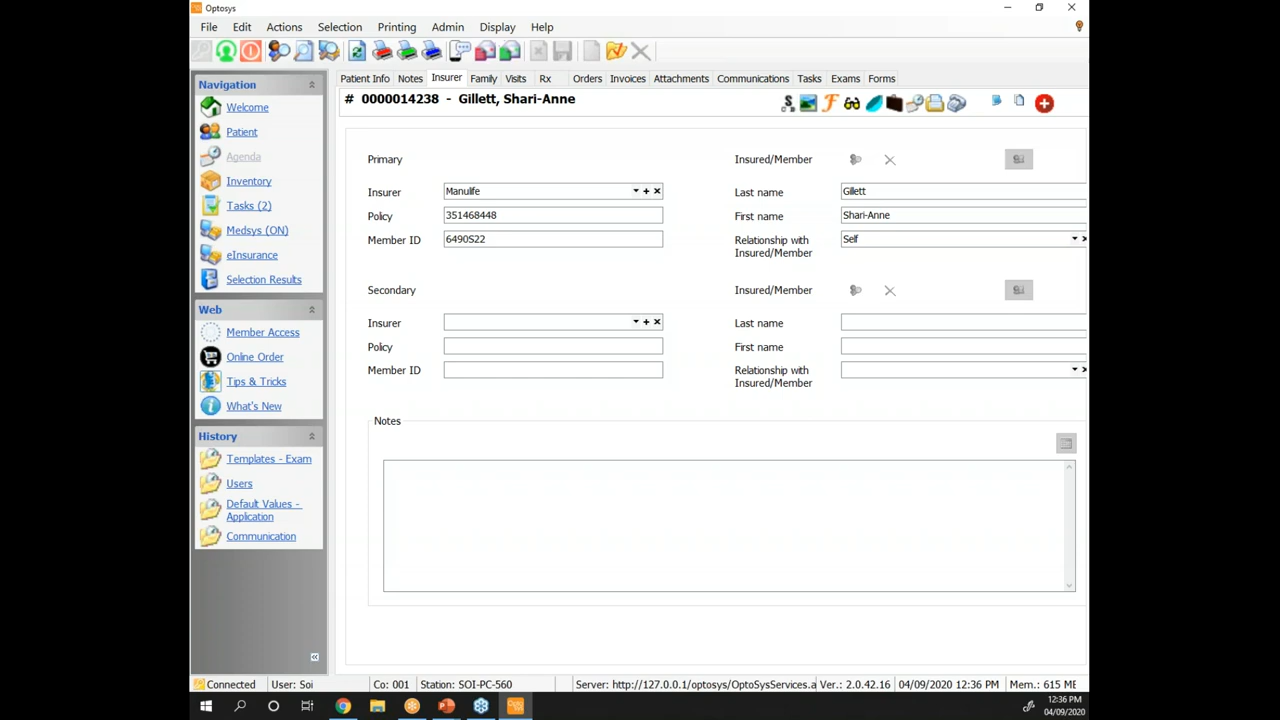 Optosys
File Edit Actions Selection Printing Admin Display Help
Navigation
Welcome
Patient
Agenda
Inventory
Tasks (2)
Medsys (ON)
eInsurance
Selection Results
Web
Member Access
Online Order
Tips & Tricks
What's New
History
Templates - Exam
Users
Default Values -
Application
Communication
Patient Info Notes Insurer Family Visits Rx Orders Invoices Attachments Communications Tasks Exams Forms
# 0000014238 - Gillett, Shari-Anne
Primary
Insured/Member
Insurer Manulife
Last name Gillett
Policy 351468448
First name Shari-Anne
Member ID 6490S22
Relationship with
Insured/Member
Self
Secondary
Insured/Member
Insurer
Last name
Policy
First name
Member ID
Relationship with
Insured/Member
Notes
Connected User: Soi Co: 001 Station: SOI-PC-560 Server: http://127.0.0.1/optosys/OptoSysServices.a Ver.: 2.0.42.16 04/09/2020 12:36 PM Mem.: 615 ME
12:36 PM
04/09/2020